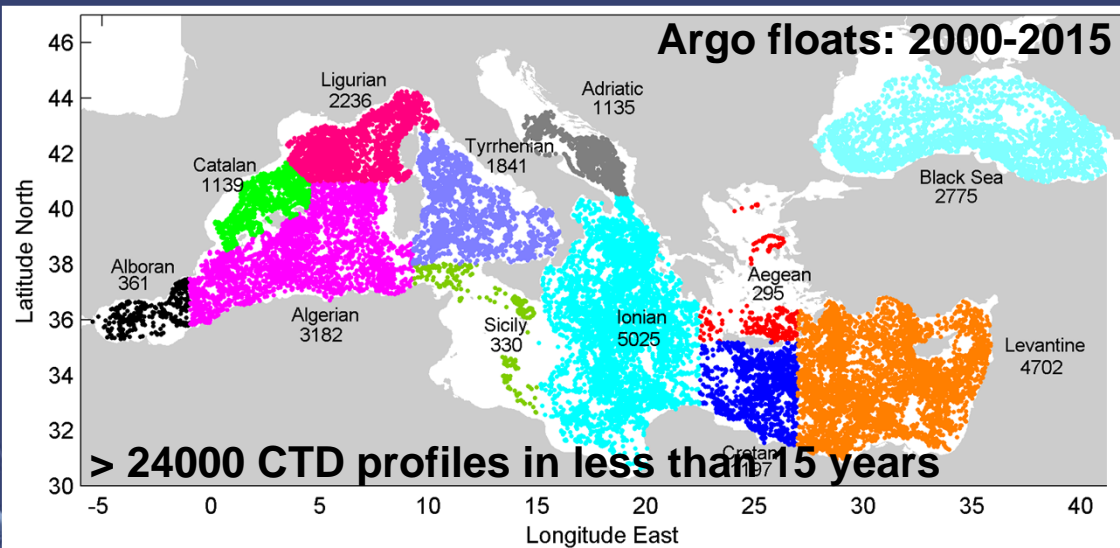 Argo floats: 2000-2015
46
44
42
40
38
36
34
32
30
Latitude North
Ligurian
2236
Adriatic
1135
Tyrrhenian
1841
Catalan
1139
Black Sea
2775
Alboran
361
Aegean
295
Algerian
3182
Sicily
330
Ionian
5025
Levantine
4702
Cretan
1197
> 24000 CTD profiles in less than 15 years
-5 0 5 10 15 20 25 30 35 40
Longitude East